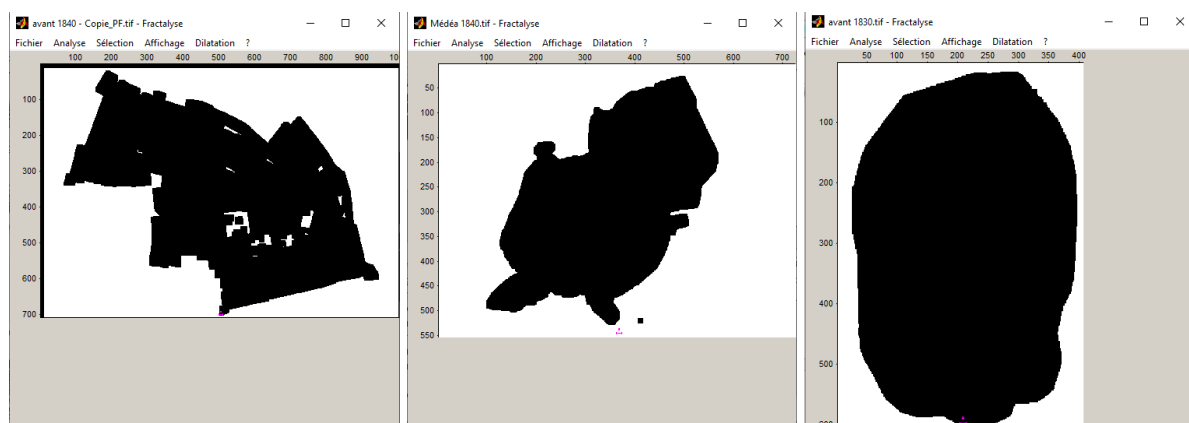 avant 1840 - Copie_PF.tif - Fractalyse
Fichier Analyse Sélection Affichage Dilatation ?
100 200 300 400 500 600 700 800 900 10
100
200
300
400
500
600
700
Médéa 1840.tif - Fractalyse
Fichier Analyse Sélection Affichage Dilatation ?
100 200 300 400 500 600 700
50
100
150
200
250
300
350
400
450
500
550
avant 1830.tif - Fractalyse
Fichier Analyse Sélection Affichage Dilatation ?
50 100 150 200 250 300 350 400
100
200
300
400
500